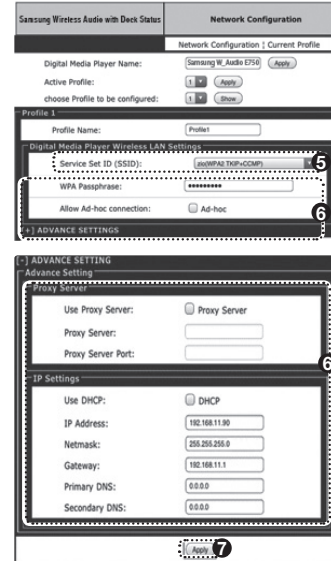 Samsung Wireless Audio with Dock Status Network Configuration
Network Configuration ¦ Current Profile
Digital Media Player Name: Samsung W_Audio E750 Apply
Active Profile: 1 Apply
choose Profile to be configured: 1 Show
Profile 1
Profile Name: Profile1
Digital Media Player Wireless LAN Settings
Service Set ID (SSID): zio(WPA2 TKIP+CCMP) 5
WPA Passphrase: •••••••••
Allow Ad-hoc connection: Ad-hoc 6
[+] ADVANCE SETTINGS
[-] ADVANCE SETTING
Advance Setting
Proxy Server
Use Proxy Server: Proxy Server
Proxy Server:
Proxy Server Port:
6
IP Settings
Use DHCP: DHCP
IP Address: 192.168.11.90
Netmask: 255.255.255.0
Gateway: 192.168.11.1
Primary DNS: 0.0.0.0
Secondary DNS: 0.0.0.0
Apply 7